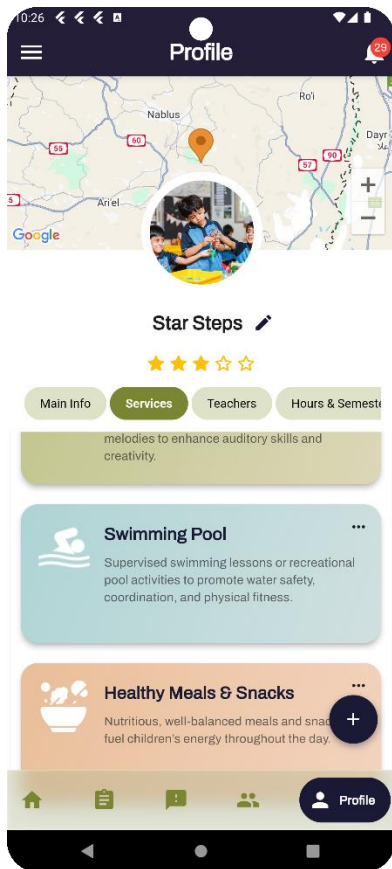 10:26
Profile
29
Nablus
Ro'i
60
55
57
90
Dayr
Ariel
5
Google
+
−
Star Steps
Main Info
Services
Teachers
Hours & Semeste
melodies to enhance auditory skills and
creativity.
Swimming Pool
Supervised swimming lessons or recreational
pool activities to promote water safety,
coordination, and physical fitness.
Healthy Meals & Snacks
Nutritious, well-balanced meals and snac
fuel children's energy throughout the day.
+
Profile